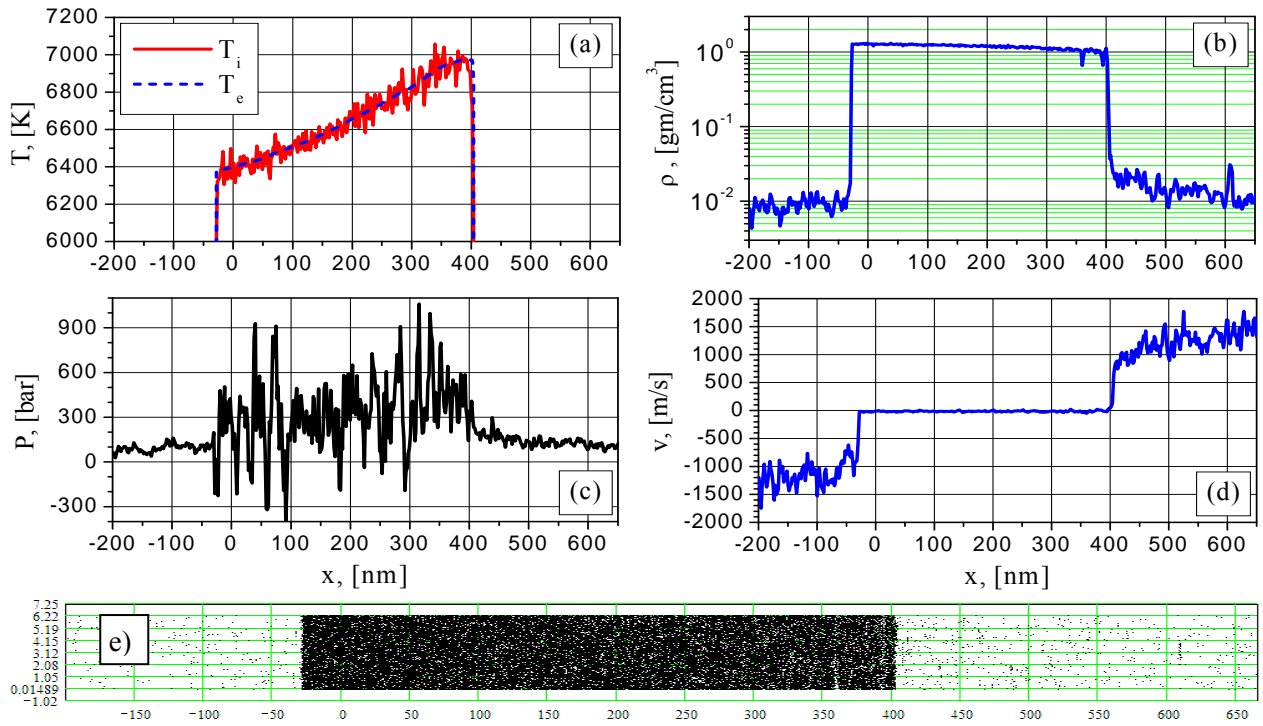 7200
7000
6800
6600
6400
6200
6000
T, [K]
T_i
T_e
(a)
-200 -100 0 100 200 300 400 500 600
10^0
10^-1
10^-2
ρ, [gm/cm^3]
(b)
-200 -100 0 100 200 300 400 500 600
900
600
300
0
-300
P, [bar]
(c)
-200 -100 0 100 200 300 400 500 600
x, [nm]
2000
1500
1000
500
0
-500
-1000
-1500
-2000
v, [m/s]
(d)
-200 -100 0 100 200 300 400 500 600
x, [nm]
e)
7.25
6.22
5.19
4.15
3.12
2.08
1.05
0.01489
−1.02
−150 −100 −50 0 50 100 150 200 250 300 350 400 450 500 550 600 650